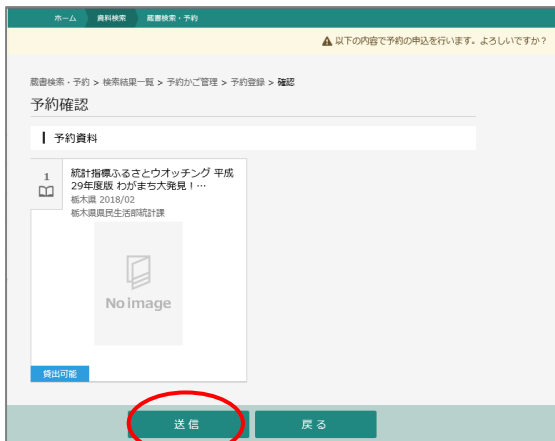 ホーム 資料検索 蔵書検索・予約
以下の内容で予約の申込を行います。よろしいですか？
蔵書検索・予約 > 検索結果一覧 > 予約かご管理 > 予約登録 > 確認
予約確認
予約資料
1
統計指標ふるさとウオッチング 平成
29年度版 わがまち大発見！…
栃木県 2018/02
栃木県県民生活部統計課
No image
貸出可能
送信 戻る